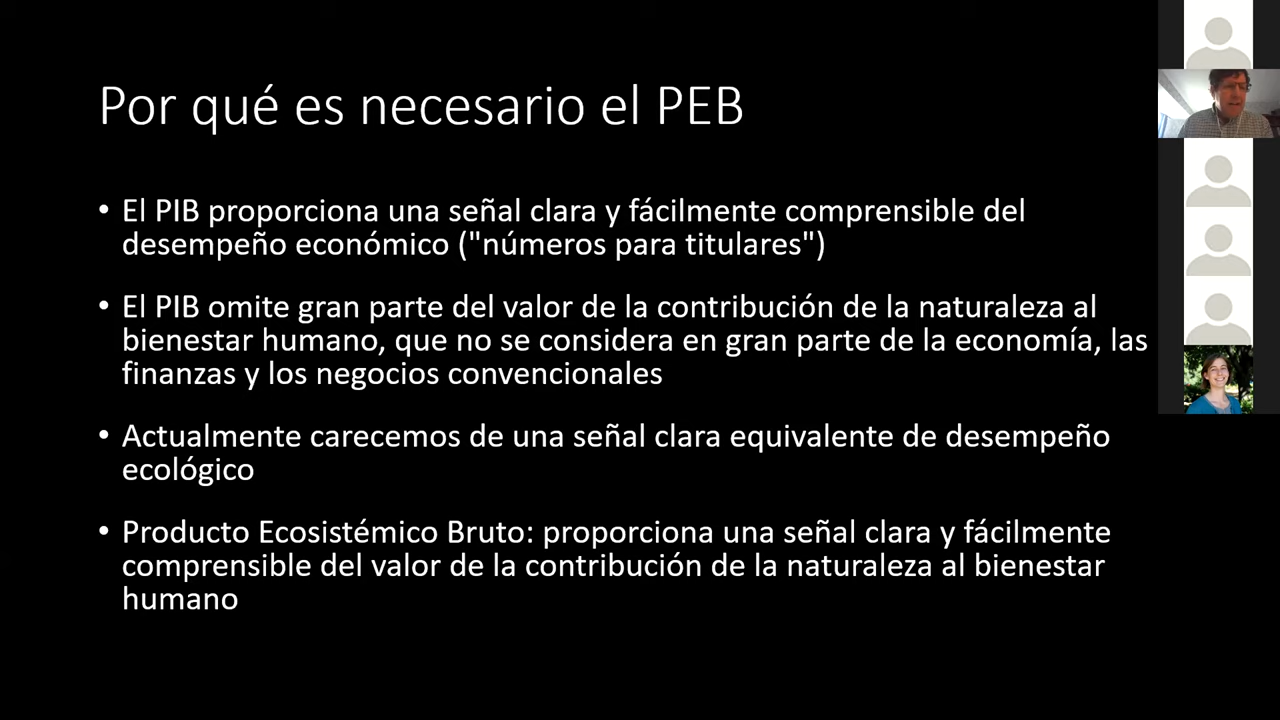 Por qué es necesario el PEB
• El PIB proporciona una señal clara y fácilmente comprensible del
desempeño económico ("números para titulares")
• El PIB omite gran parte del valor de la contribución de la naturaleza al
bienestar humano, que no se considera en gran parte de la economía, las
finanzas y los negocios convencionales
• Actualmente carecemos de una señal clara equivalente de desempeño
ecológico
• Producto Ecosistémico Bruto: proporciona una señal clara y fácilmente
comprensible del valor de la contribución de la naturaleza al bienestar
humano